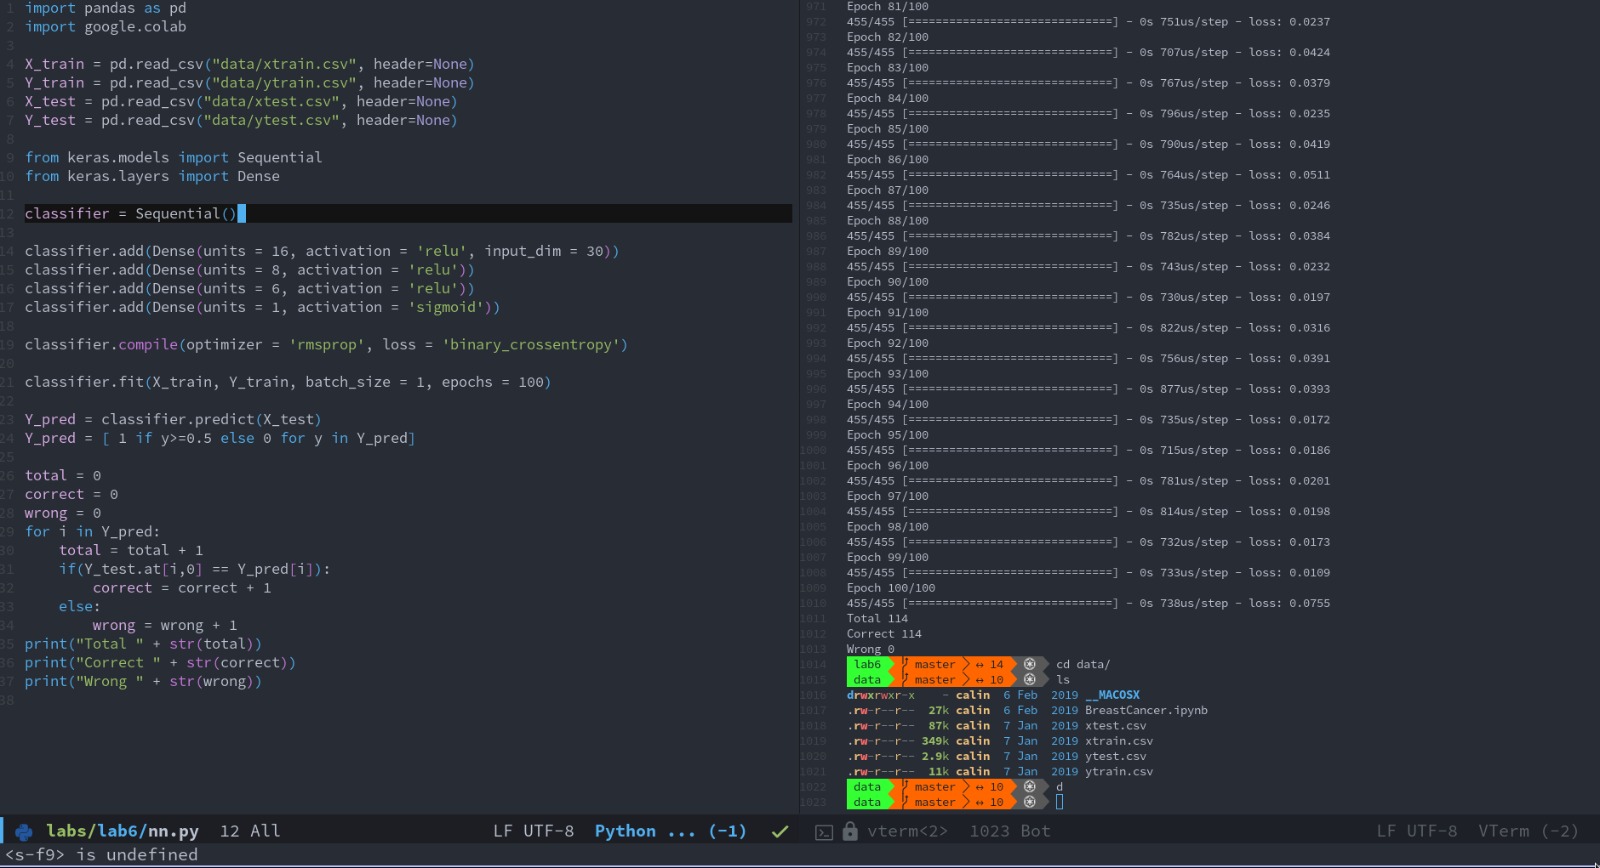 1 import pandas as pd
2 import google.colab
3
4 X_train = pd.read_csv("data/xtrain.csv", header=None)
5 Y_train = pd.read_csv("data/ytrain.csv", header=None)
6 X_test = pd.read_csv("data/xtest.csv", header=None)
7 Y_test = pd.read_csv("data/ytest.csv", header=None)
8
9 from keras.models import Sequential
10 from keras.layers import Dense
11
12 classifier = Sequential()
13
14 classifier.add(Dense(units = 16, activation = 'relu', input_dim = 30))
15 classifier.add(Dense(units = 8, activation = 'relu'))
16 classifier.add(Dense(units = 6, activation = 'relu'))
17 classifier.add(Dense(units = 1, activation = 'sigmoid'))
18
19 classifier.compile(optimizer = 'rmsprop', loss = 'binary_crossentropy')
20
21 classifier.fit(X_train, Y_train, batch_size = 1, epochs = 100)
22
23 Y_pred = classifier.predict(X_test)
24 Y_pred = [ 1 if y>=0.5 else 0 for y in Y_pred]
25
26 total = 0
27 correct = 0
28 wrong = 0
29 for i in Y_pred:
30     total = total + 1
31     if(Y_test.at[i,0] == Y_pred[i]):
32         correct = correct + 1
33     else:
34         wrong = wrong + 1
35 print("Total " + str(total))
36 print("Correct " + str(correct))
37 print("Wrong " + str(wrong))
38
labs/lab6/nn.py 12 All LF UTF-8 Python ... (-1)
<s-f9> is undefined
971 Epoch 81/100
972 455/455 [==============================] - 0s 751us/step - loss: 0.0237
973 Epoch 82/100
974 455/455 [==============================] - 0s 707us/step - loss: 0.0424
975 Epoch 83/100
976 455/455 [==============================] - 0s 767us/step - loss: 0.0379
977 Epoch 84/100
978 455/455 [==============================] - 0s 796us/step - loss: 0.0235
979 Epoch 85/100
980 455/455 [==============================] - 0s 790us/step - loss: 0.0419
981 Epoch 86/100
982 455/455 [==============================] - 0s 764us/step - loss: 0.0511
983 Epoch 87/100
984 455/455 [==============================] - 0s 735us/step - loss: 0.0246
985 Epoch 88/100
986 455/455 [==============================] - 0s 782us/step - loss: 0.0384
987 Epoch 89/100
988 455/455 [==============================] - 0s 743us/step - loss: 0.0232
989 Epoch 90/100
990 455/455 [==============================] - 0s 730us/step - loss: 0.0197
991 Epoch 91/100
992 455/455 [==============================] - 0s 822us/step - loss: 0.0316
993 Epoch 92/100
994 455/455 [==============================] - 0s 756us/step - loss: 0.0391
995 Epoch 93/100
996 455/455 [==============================] - 0s 877us/step - loss: 0.0393
997 Epoch 94/100
998 455/455 [==============================] - 0s 735us/step - loss: 0.0172
999 Epoch 95/100
1000 455/455 [==============================] - 0s 715us/step - loss: 0.0186
1001 Epoch 96/100
1002 455/455 [==============================] - 0s 781us/step - loss: 0.0201
1003 Epoch 97/100
1004 455/455 [==============================] - 0s 814us/step - loss: 0.0198
1005 Epoch 98/100
1006 455/455 [==============================] - 0s 732us/step - loss: 0.0173
1007 Epoch 99/100
1008 455/455 [==============================] - 0s 733us/step - loss: 0.0109
1009 Epoch 100/100
1010 455/455 [==============================] - 0s 738us/step - loss: 0.0755
1011 Total 114
1012 Correct 114
1013 Wrong 0
1014 lab6 master ↔ 14 cd data/
1015 data master ↔ 10 ls
1016 drwxrwxr-x - calin 6 Feb 2019 __MACOSX
1017 .rw-r--r-- 27k calin 6 Feb 2019 BreastCancer.ipynb
1018 .rw-r--r-- 87k calin 7 Jan 2019 xtest.csv
1019 .rw-r--r-- 349k calin 7 Jan 2019 xtrain.csv
1020 .rw-r--r-- 2.9k calin 7 Jan 2019 ytest.csv
1021 .rw-r--r-- 11k calin 7 Jan 2019 ytrain.csv
1022 data master ↔ 10 d
1023 data master ↔ 10
vterm<2> 1023 Bot LF UTF-8 VTerm (-2)